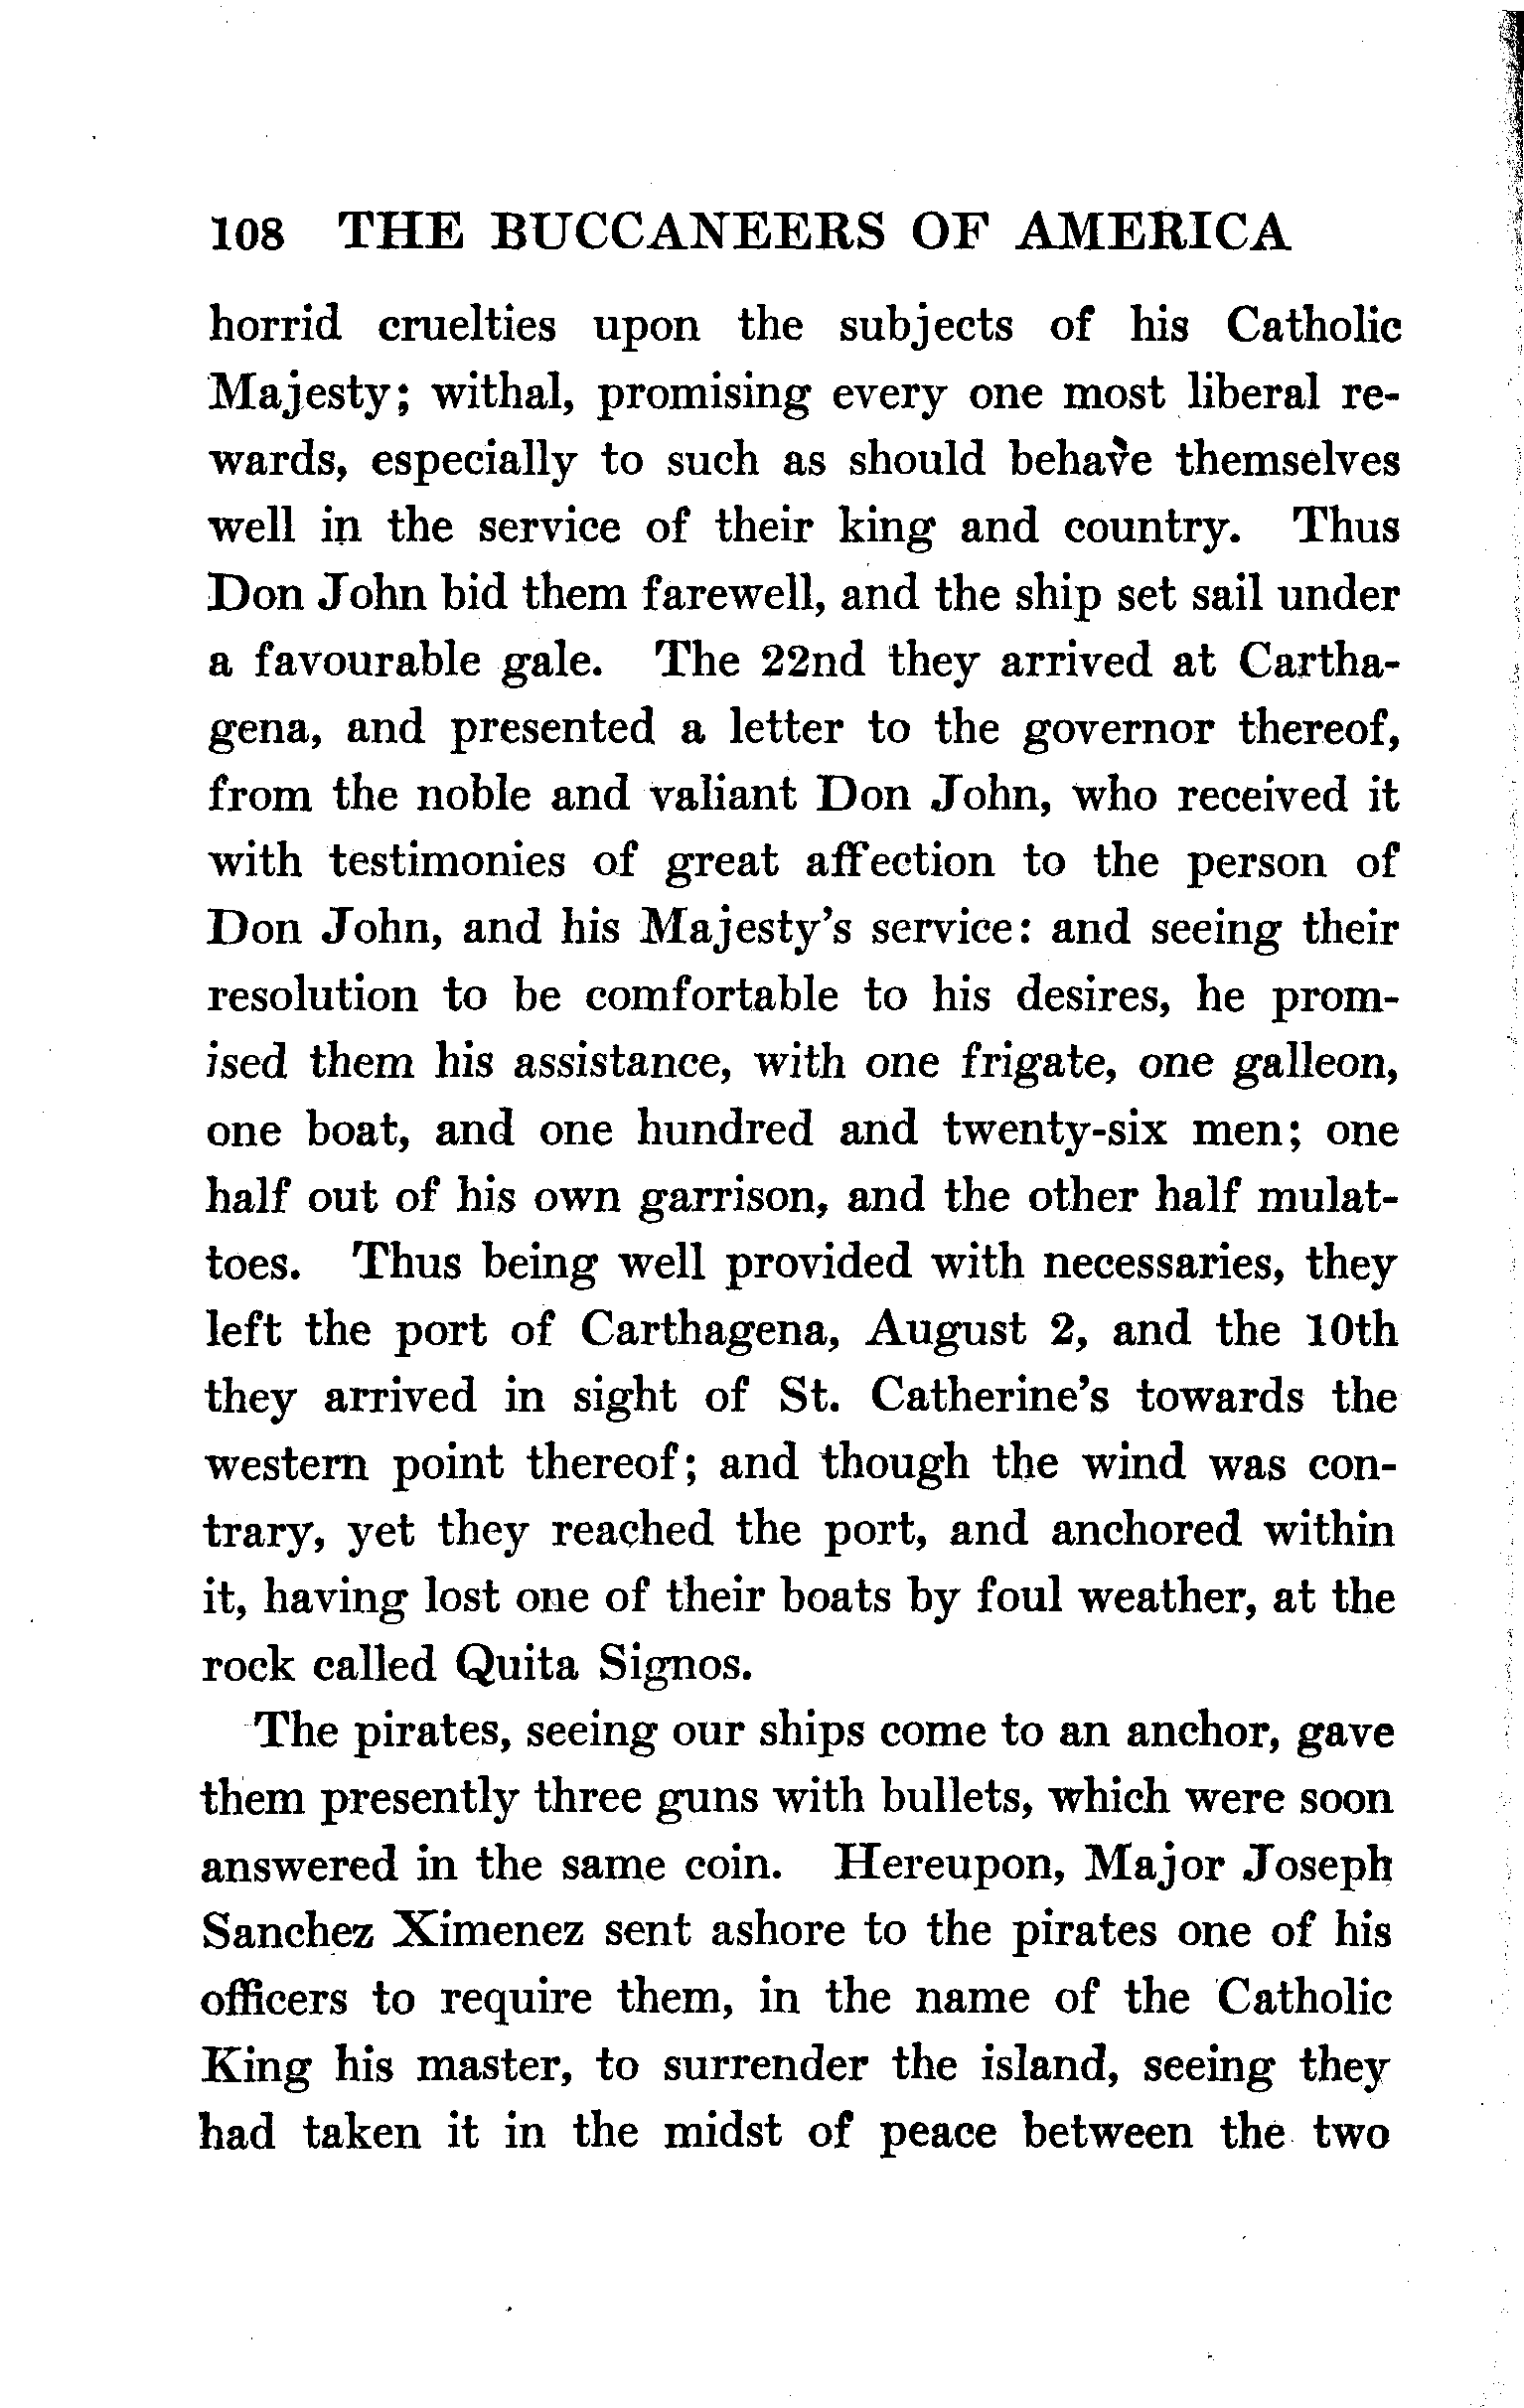 108 THE BUCCANEERS OF AMERICA
horrid cruelties upon the subjects of his Catholic
Majesty; withal, promising every one most liberal re-
wards, especially to such as should behave themselves
well in the service of their king and country. Thus
Don John bid them farewell, and the ship set sail under
a favourable gale. The 22nd they arrived at Cartha-
gena, and presented a letter to the governor thereof,
from the noble and valiant Don John, who received it
with testimonies of great affection to the person of
Don John, and his Majesty's service: and seeing their
resolution to be comfortable to his desires, he prom-
ised them his assistance, with one frigate, one galleon,
one boat, and one hundred and twenty-six men; one
half out of his own garrison, and the other half mulat-
toes. Thus being well provided with necessaries, they
left the port of Carthagena, August 2, and the 10th
they arrived in sight of St. Catherine's towards the
western point thereof; and though the wind was con-
trary, yet they reached the port, and anchored within
it, having lost one of their boats by foul weather, at the
rock called Quita Signos.
The pirates, seeing our ships come to an anchor, gave
them presently three guns with bullets, which were soon
answered in the same coin. Hereupon, Major Joseph
Sanchez Ximenez sent ashore to the pirates one of his
officers to require them, in the name of the Catholic
King his master, to surrender the island, seeing they
had taken it in the midst of peace between the two